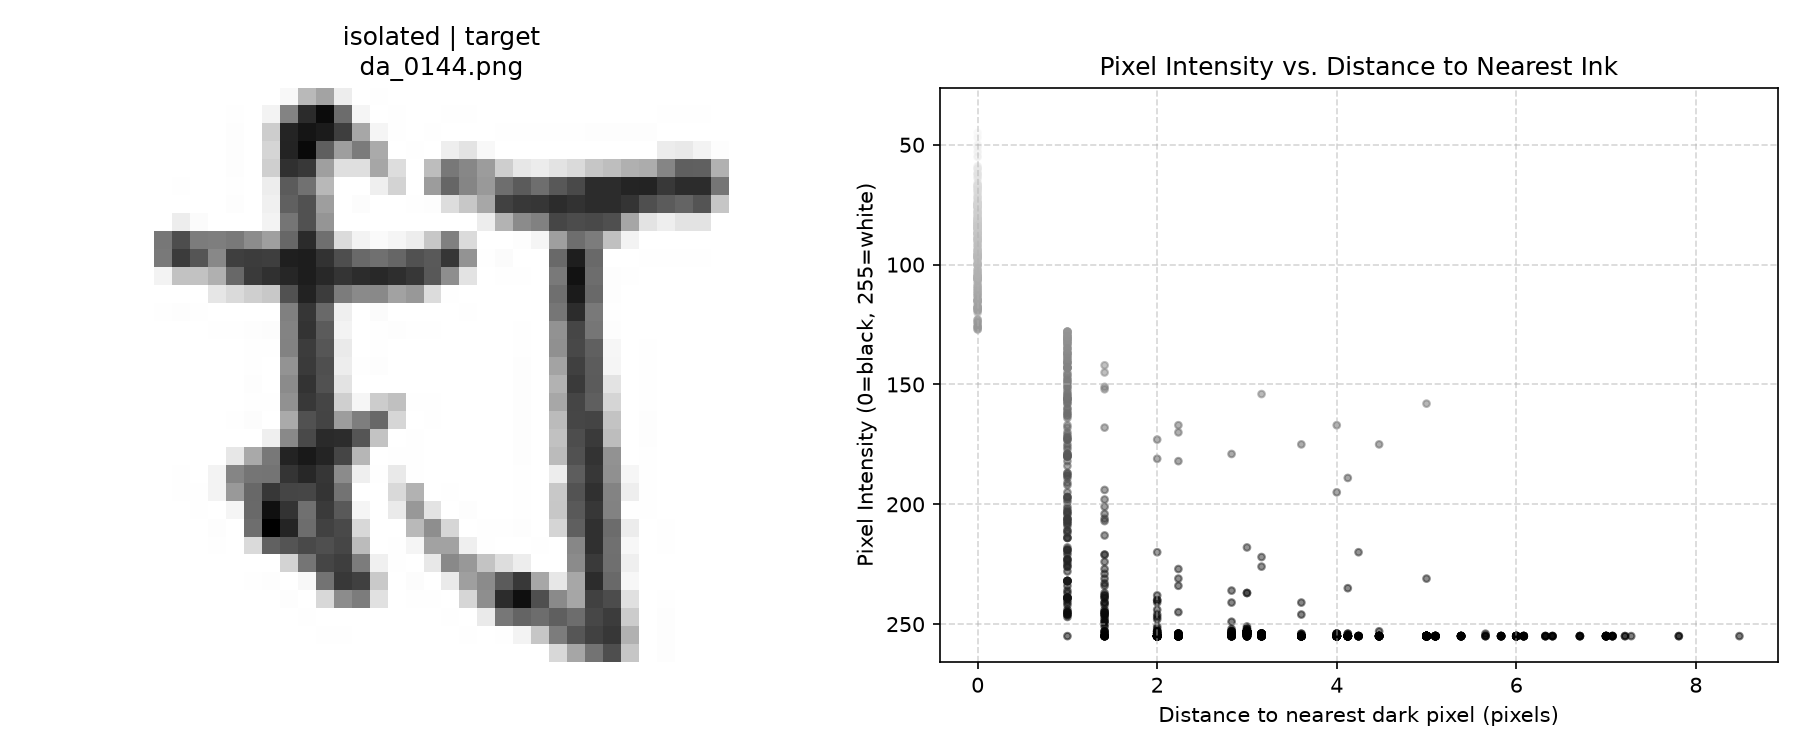 isolated | target
da_0144.png
打
Pixel Intensity vs. Distance to Nearest Ink
Pixel Intensity (0=black, 255=white)
50
100
150
200
250
0 2 4 6 8
Distance to nearest dark pixel (pixels)